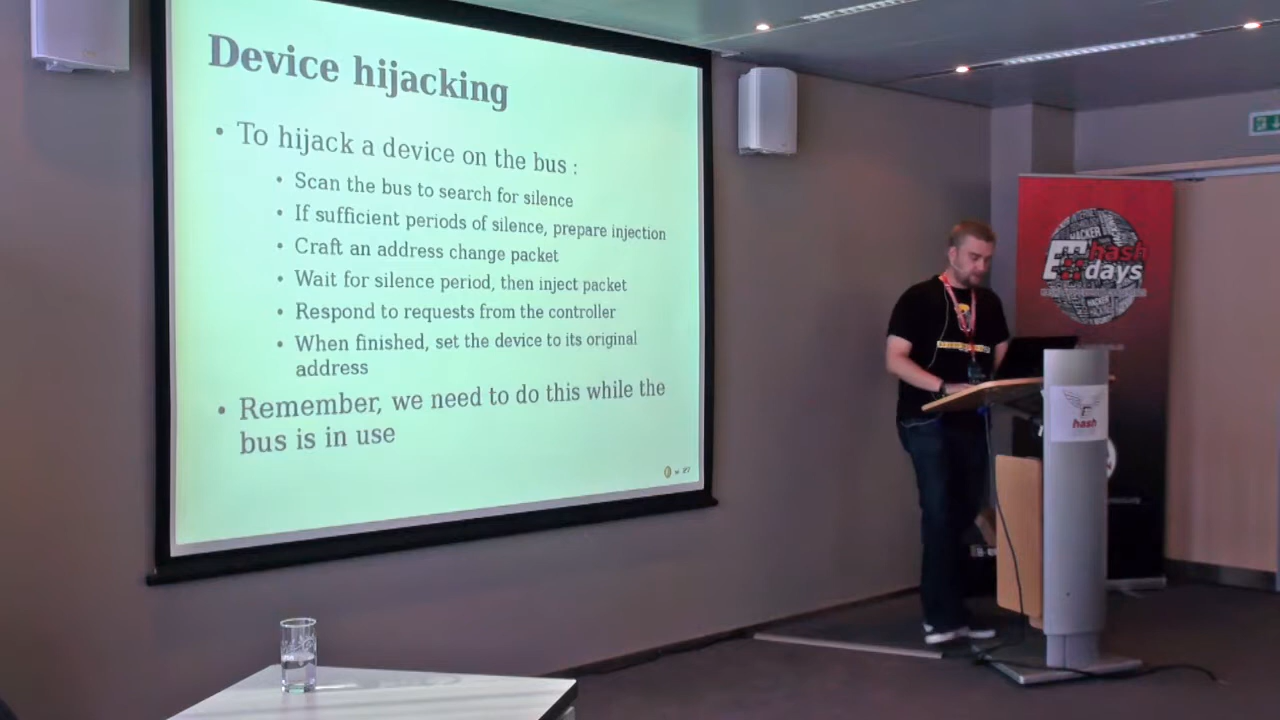 Device hijacking
• To hijack a device on the bus :
• Scan the bus to search for silence
• If sufficient periods of silence, prepare injection
• Craft an address change packet
• Wait for silence period, then inject packet
• Respond to requests from the controller
• When finished, set the device to its original
address
• Remember, we need to do this while the
bus is in use
HACKER
hash
days
hash